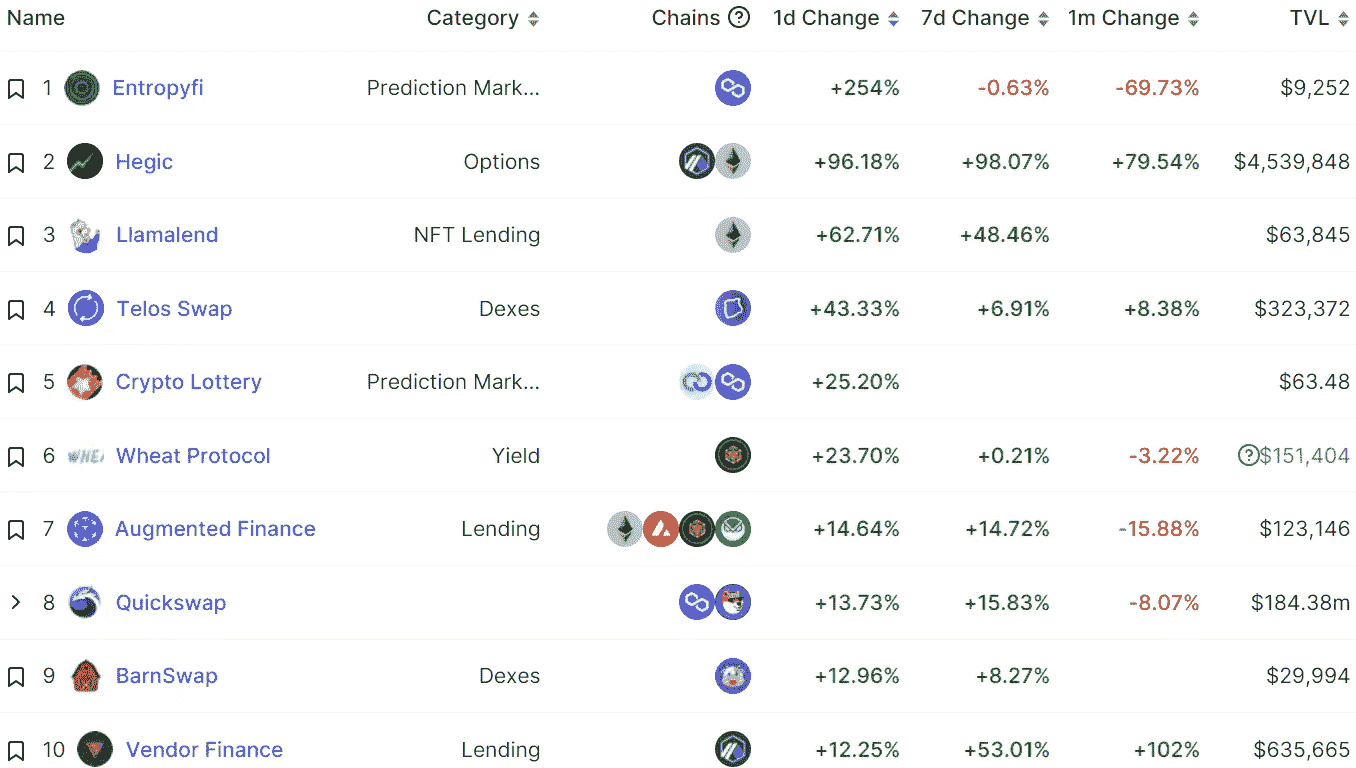 Name Category Chains ? 1d Change 7d Change 1m Change TVL
1 Entropyfi Prediction Mark... +254% -0.63% -69.73% $9,252
2 Hegic Options +96.18% +98.07% +79.54% $4,539,848
3 Llamalend NFT Lending +62.71% +48.46% $63,845
4 Telos Swap Dexes +43.33% +6.91% +8.38% $323,372
5 Crypto Lottery Prediction Mark... +25.20% $63.48
6 WHEA Wheat Protocol Yield +23.70% +0.21% -3.22% ? $151,404
7 Augmented Finance Lending +14.64% +14.72% -15.88% $123,146
8 Quickswap +13.73% +15.83% -8.07% $184.38m
9 BarnSwap Dexes +12.96% +8.27% $29,994
10 Vendor Finance Lending +12.25% +53.01% +102% $635,665